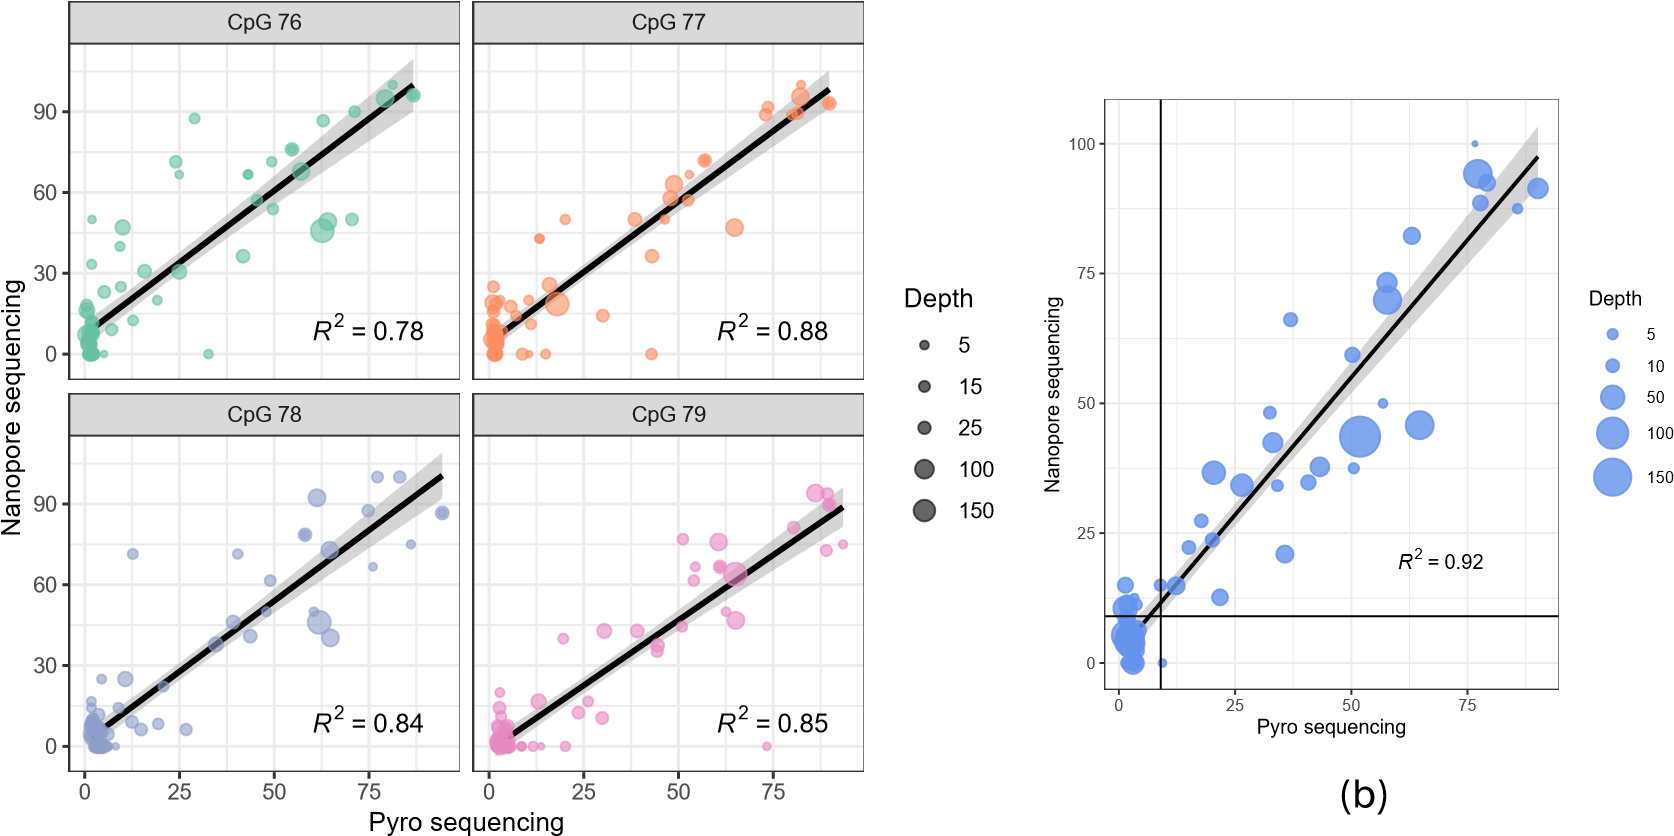 CpG 76
CpG 77
90
60
30
0
R² = 0.78
R² = 0.88
CpG 78
CpG 79
90
60
30
0
R² = 0.84
R² = 0.85
0 25 50 75
0 25 50 75
Pyro sequencing
Nanopore sequencing
Depth
5
15
25
100
150
100
75
50
25
0
R² = 0.92
0 25 50 75
Pyro sequencing
Nanopore sequencing
Depth
5
10
50
100
150
(b)